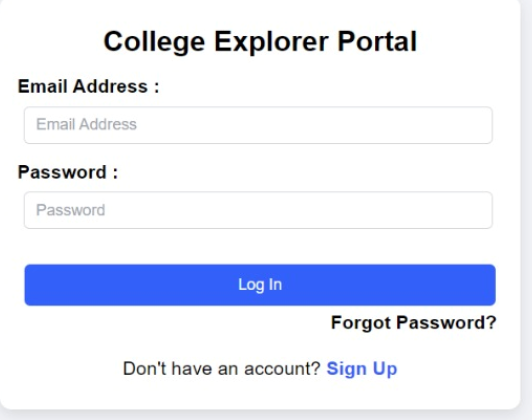 College Explorer Portal
Email Address :
Email Address
Password :
Password
Log In
Forgot Password?
Don't have an account? Sign Up